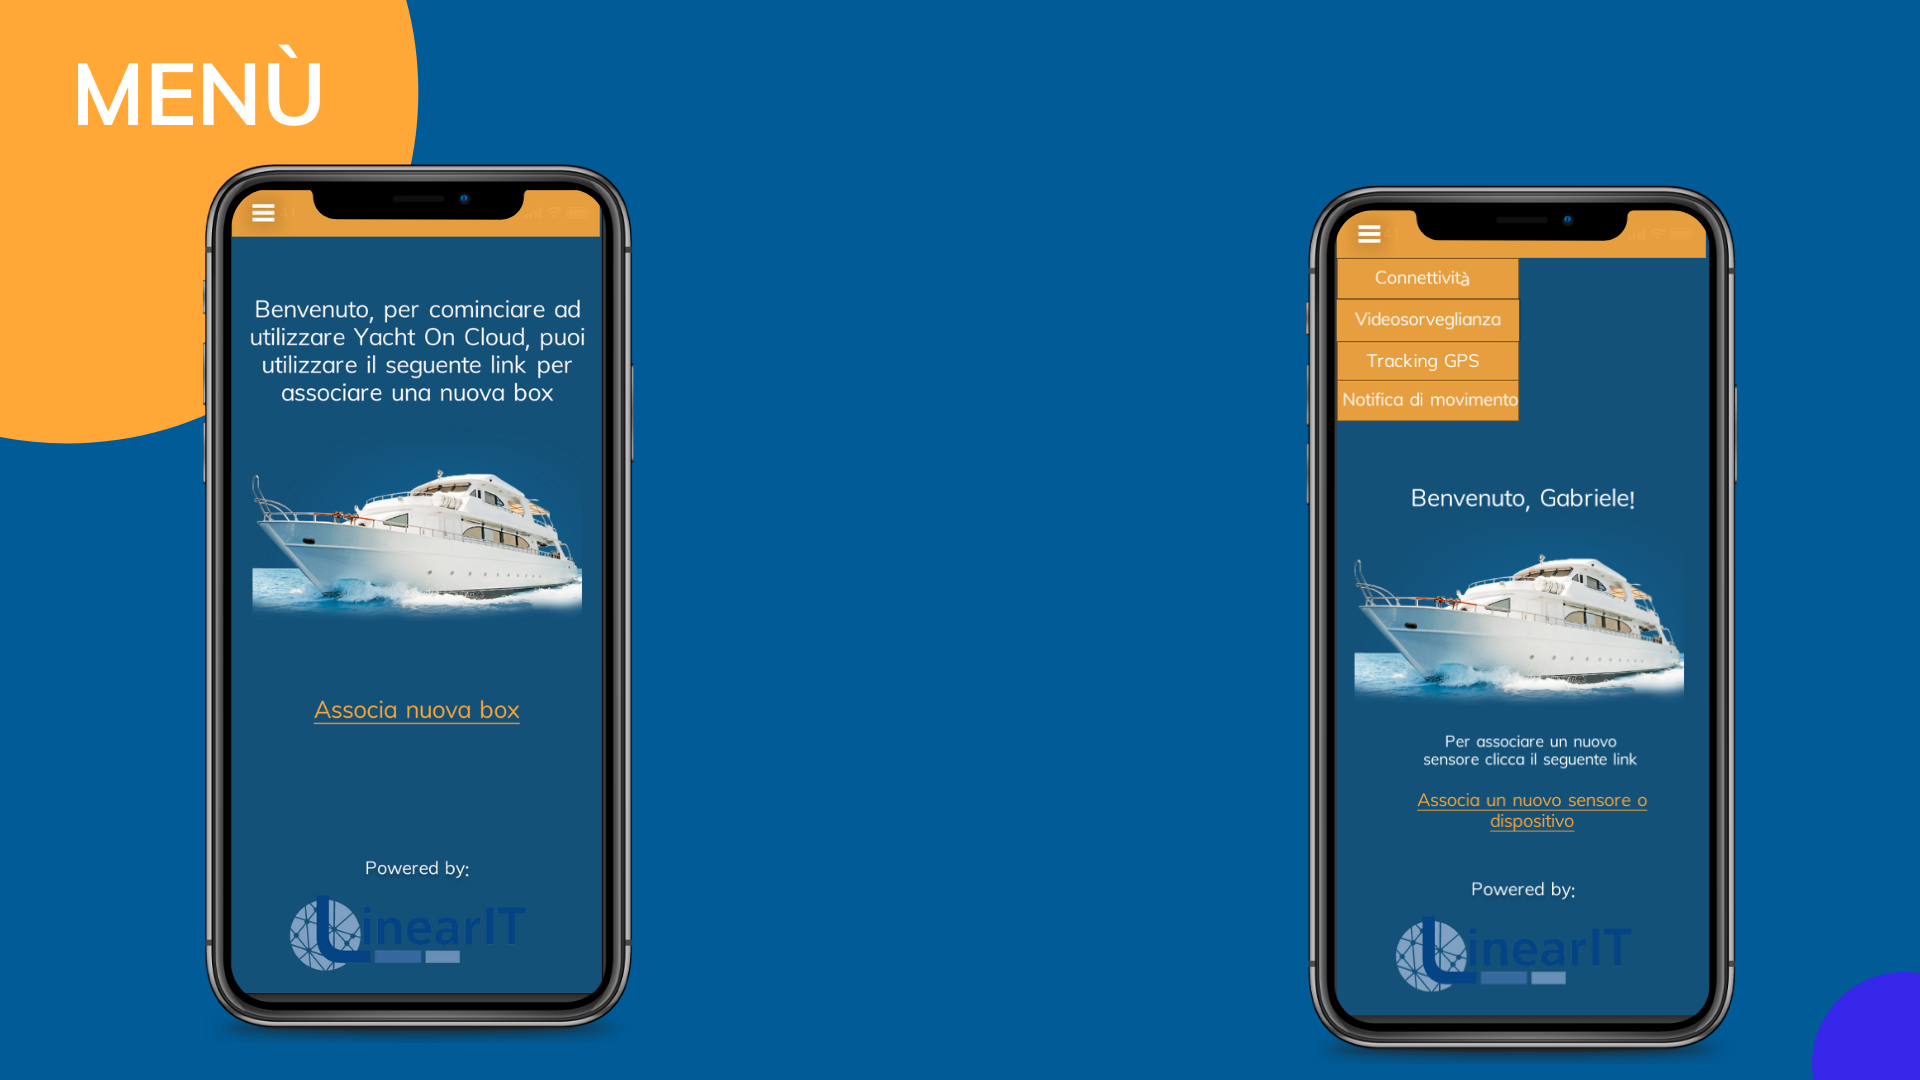 MENÙ
Benvenuto, per cominciare ad
utilizzare Yacht On Cloud, puoi
utilizzare il seguente link per
associare una nuova box
Associa nuova box
Powered by:
LinearIT
Connettività
Videosorveglianza
Tracking GPS
Notifica di movimento
Benvenuto, Gabriele!
Per associare un nuovo
sensore clicca il seguente link
Associa un nuovo sensore o
dispositivo
Powered by:
LinearIT